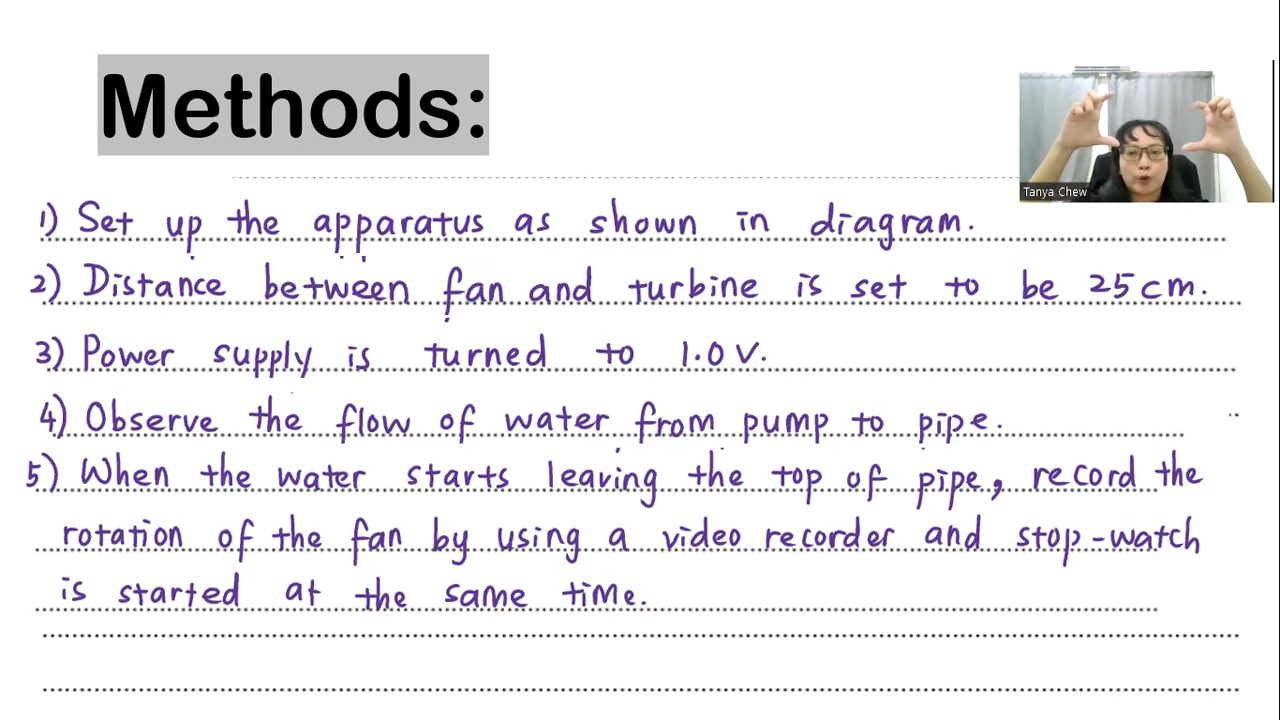 Methods:
Tanya Chew
1) Set up the apparatus as shown in diagram.
2) Distance between fan and turbine is set to be 25cm.
3) Power supply is turned to 1.0 V.
4) Observe the flow of water from pump to pipe.
5) When the water starts leaving the top of pipe, record the
rotation of the fan by using a video recorder and stop-watch
is started at the same time.